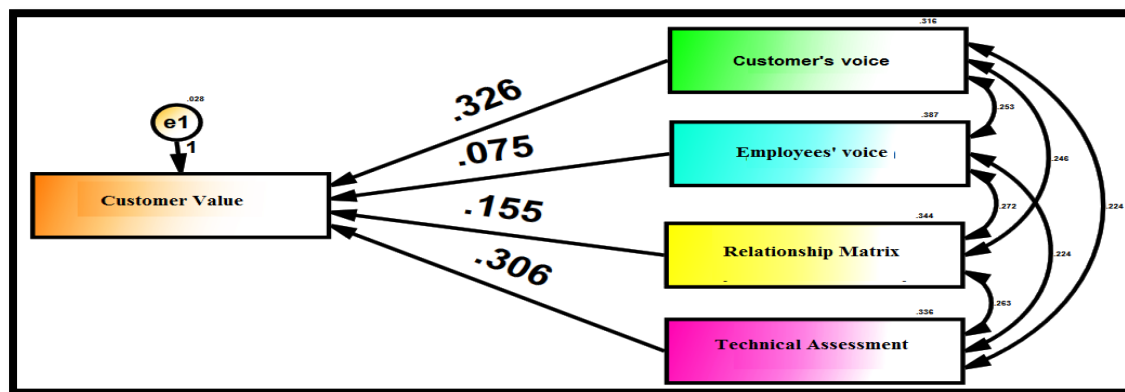 .316
Customer's voice
.028
e1
1
.326
.253
.387
Employees' voice
.075
.246
Customer Value
.272
.224
.155
.344
Relationship Matrix
.224
.306
.263
.336
Technical Assessment